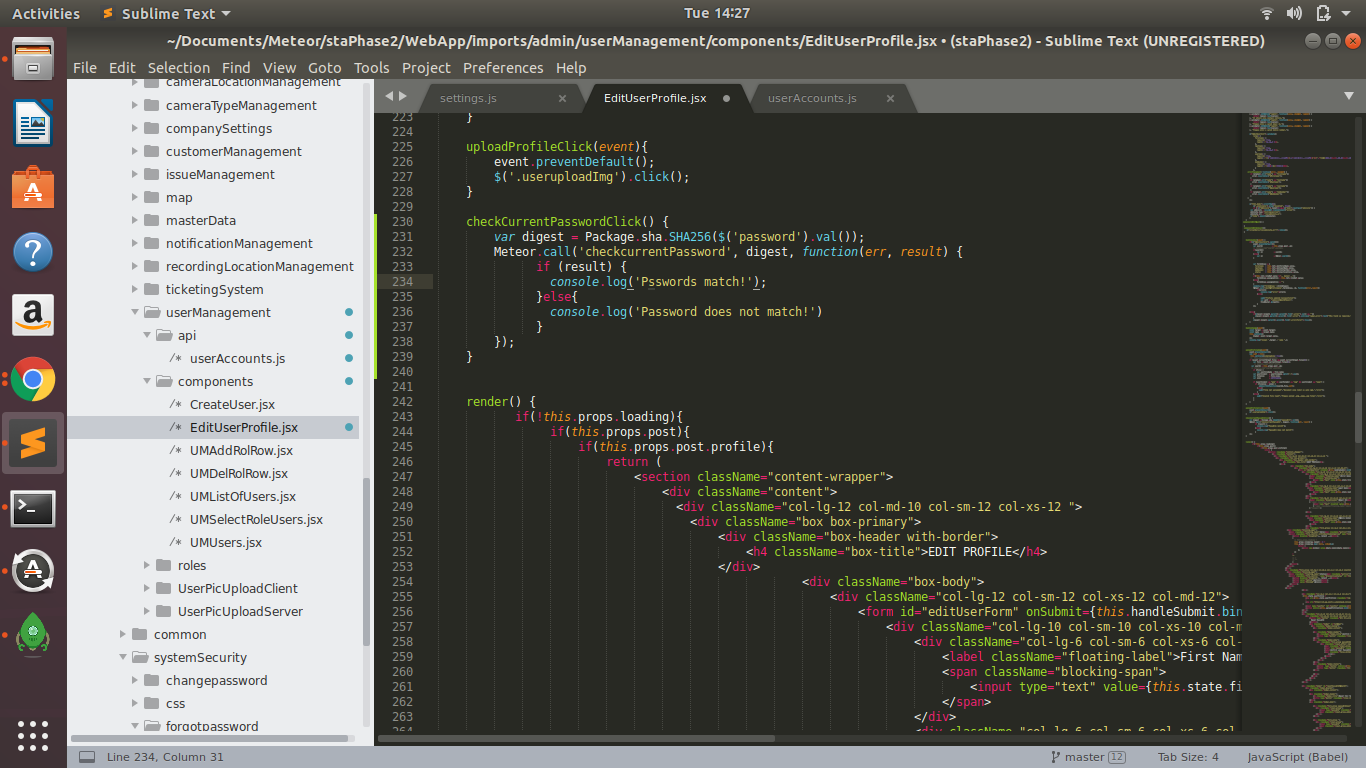 Activities
Sublime Text
Tue 14:27
~/Documents/Meteor/staPhase2/WebApp/imports/admin/userManagement/components/EditUserProfile.jsx • (staPhase2) - Sublime Text (UNREGISTERED)
File Edit Selection Find View Goto Tools Project Preferences Help
cameraLocationManagement
cameraTypeManagement
companySettings
customerManagement
issueManagement
map
masterData
notificationManagement
recordingLocationManagement
ticketingSystem
userManagement
api
/* userAccounts.js
components
/* CreateUser.jsx
/* EditUserProfile.jsx
/* UMAddRolRow.jsx
/* UMDelRolRow.jsx
/* UMListOfUsers.jsx
/* UMSelectRoleUsers.jsx
/* UMUsers.jsx
roles
UserPicUploadClient
UserPicUploadServer
common
systemSecurity
changepassword
css
forgotpassword
settings.js
EditUserProfile.jsx
userAccounts.js
223 }
224
225 uploadProfileClick(event){
226 event.preventDefault();
227 $('.useruploadImg').click();
228 }
229
230 checkCurrentPasswordClick() {
231 var digest = Package.sha.SHA256($('password').val());
232 Meteor.call('checkcurrentPassword', digest, function(err, result) {
233 if (result) {
234 console.log('Psswords match!');
235 }else{
236 console.log('Password does not match!')
237 }
238 });
239 }
240
241
242 render() {
243 if(!this.props.loading){
244 if(this.props.post){
245 if(this.props.post.profile){
246 return (
247 <section className="content-wrapper">
248 <div className="content">
249 <div className="col-lg-12 col-md-10 col-sm-12 col-xs-12 ">
250 <div className="box box-primary">
251 <div className="box-header with-border">
252 <h4 className="box-title">EDIT PROFILE</h4>
253 </div>
254 <div className="box-body">
255 <div className="col-lg-12 col-sm-12 col-xs-12 col-md-12">
256 <form id="editUserForm" onSubmit={this.handleSubmit.bin
257 <div className="col-lg-10 col-sm-10 col-xs-10 col-m
258 <div className="col-lg-6 col-sm-6 col-xs-6 col-
259 <label className="floating-label">First Nam
260 <span className="blocking-span">
261 <input type="text" value={this.state.fi
262 </span>
263 </div>
264 <div className="col-lg-6 col-sm-6 col-xs-6 col-
Line 234, Column 31
master 12
Tab Size: 4
JavaScript (Babel)